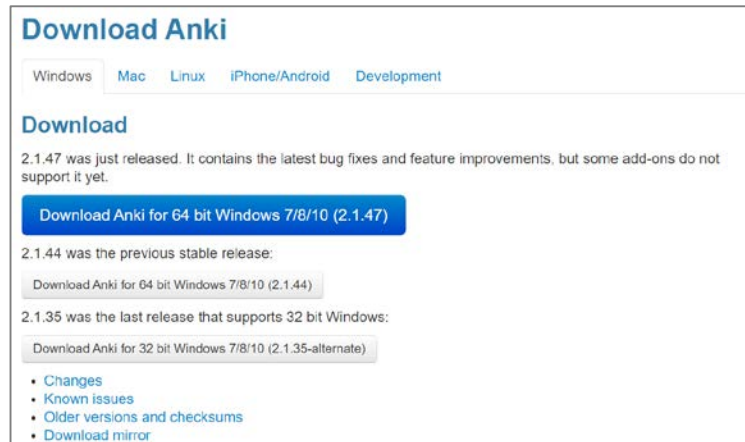 Download Anki
Windows Mac Linux iPhone/Android Development
Download
2.1.47 was just released. It contains the latest bug fixes and feature improvements, but some add-ons do not
support it yet.
Download Anki for 64 bit Windows 7/8/10 (2.1.47)
2.1.44 was the previous stable release:
Download Anki for 64 bit Windows 7/8/10 (2.1.44)
2.1.35 was the last release that supports 32 bit Windows:
Download Anki for 32 bit Windows 7/8/10 (2.1.35-alternate)
• Changes
• Known issues
• Older versions and checksums
• Download mirror